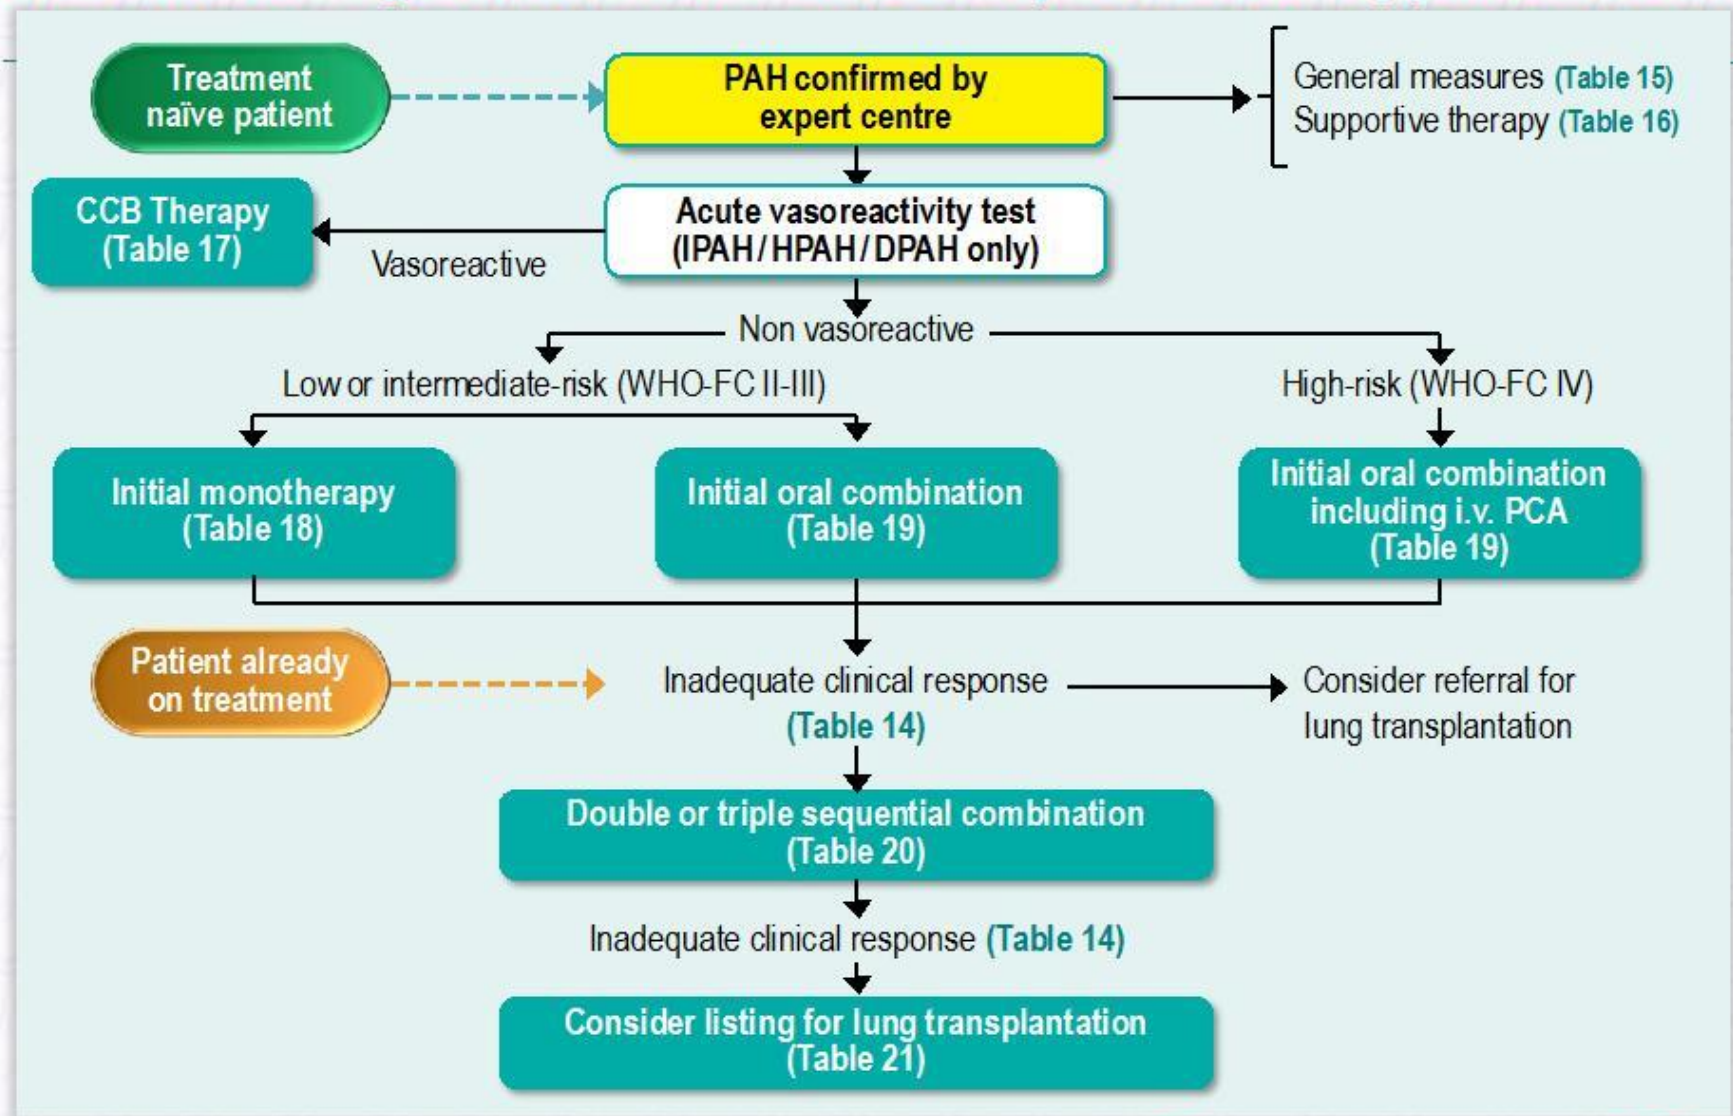 Treatment
naïve patient
PAH confirmed by
expert centre
General measures (Table 15)
Supportive therapy (Table 16)
CCB Therapy
(Table 17)
Vasoreactive
Acute vasoreactivity test
(IPAH/HPAH/DPAH only)
Non vasoreactive
Low or intermediate-risk (WHO-FC II-III)
High-risk (WHO-FC IV)
Initial monotherapy
(Table 18)
Initial oral combination
(Table 19)
Initial oral combination
including i.v. PCA
(Table 19)
Patient already
on treatment
Inadequate clinical response
(Table 14)
Consider referral for
lung transplantation
Double or triple sequential combination
(Table 20)
Inadequate clinical response (Table 14)
Consider listing for lung transplantation
(Table 21)